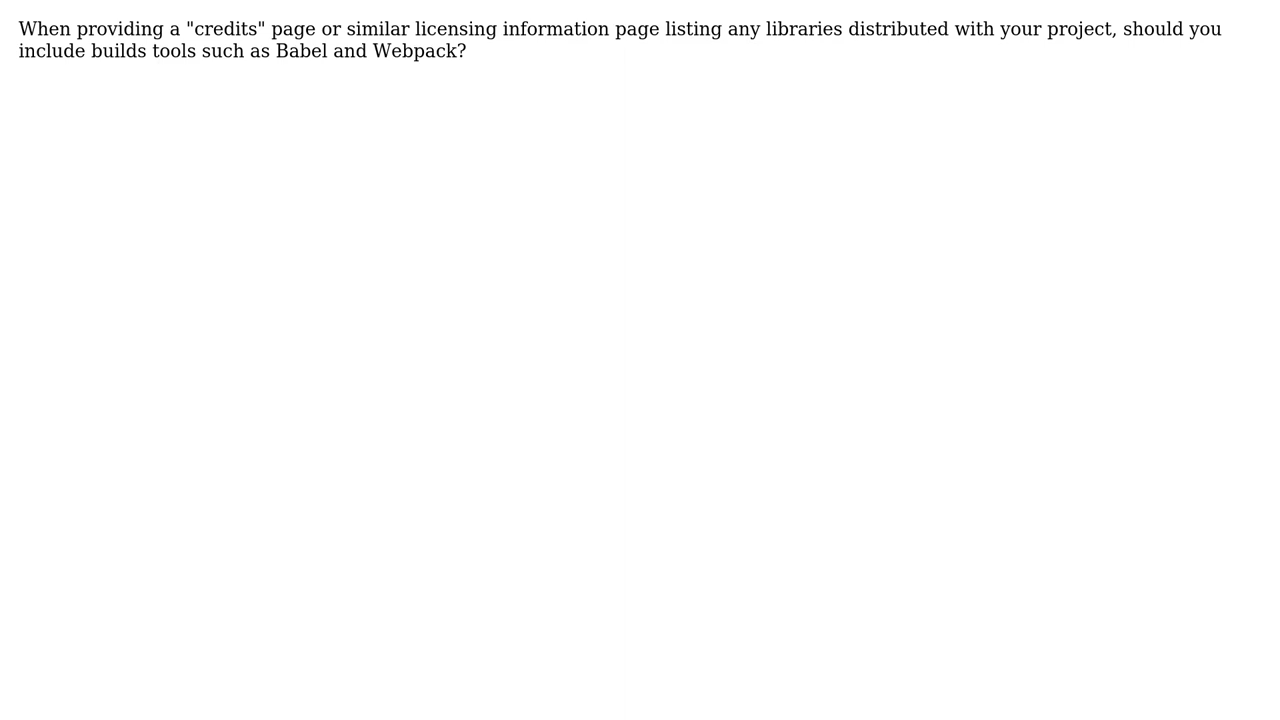 When providing a "credits" page or similar licensing information page listing any libraries distributed with your project, should you
include builds tools such as Babel and Webpack?